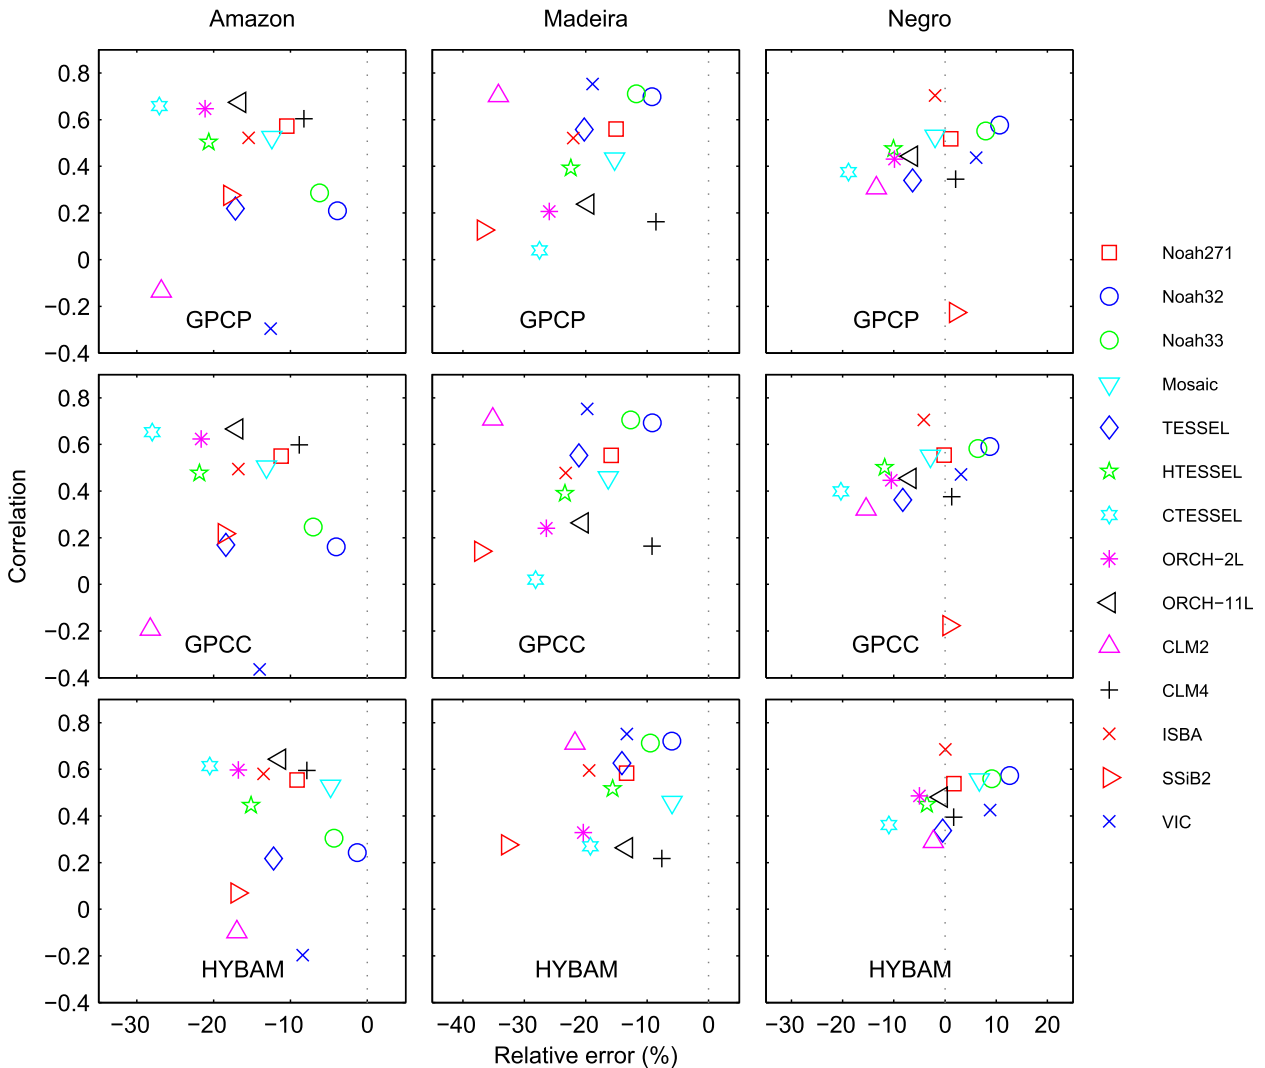 Amazon Madeira Negro
0.8
0.6
0.4
0.2
0
−0.2
−0.4
GPCP GPCP GPCP
0.8
0.6
0.4
0.2
0
−0.2
−0.4
GPCC GPCC GPCC
0.8
0.6
0.4
0.2
0
−0.2
−0.4
HYBAM HYBAM HYBAM
−30 −20 −10 0 −40 −30 −20 −10 0 −30 −20 −10 0 10 20
Relative error (%)
Correlation
Noah271
Noah32
Noah33
Mosaic
TESSEL
HTESSEL
CTESSEL
ORCH−2L
ORCH−11L
CLM2
CLM4
ISBA
SSiB2
VIC